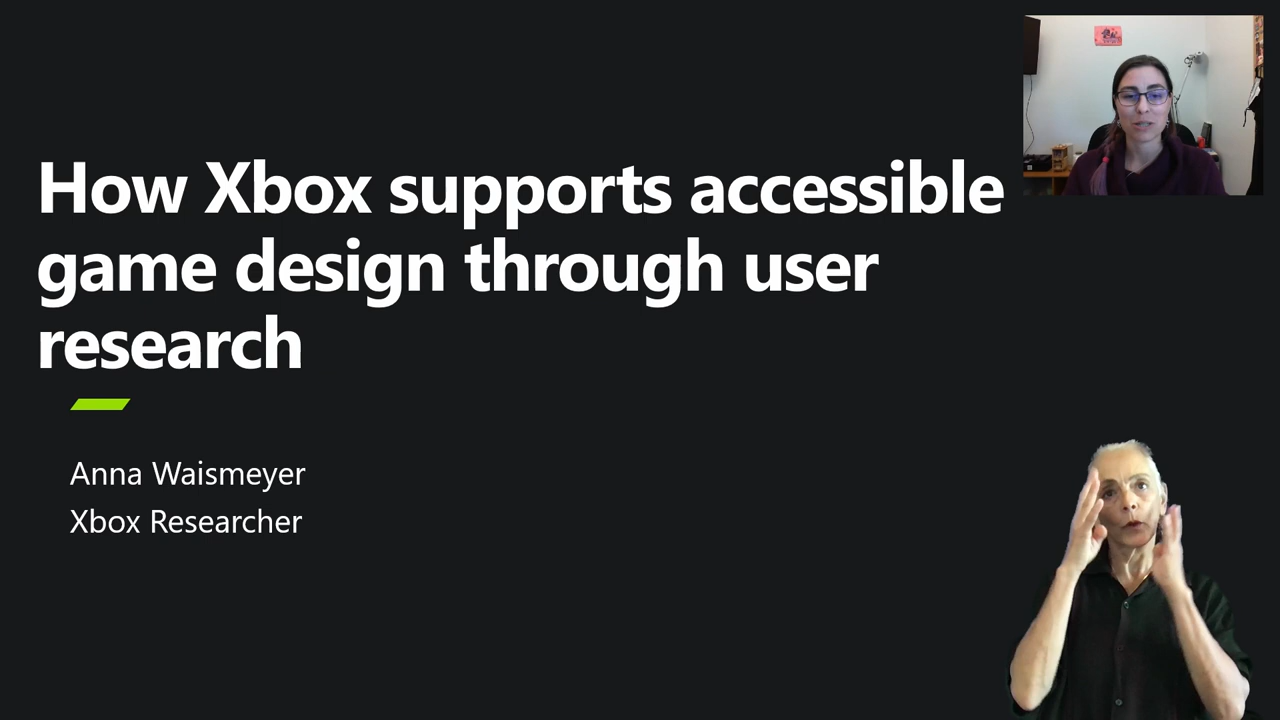 How Xbox supports accessible
game design through user
research
Anna Waismeyer
Xbox Researcher